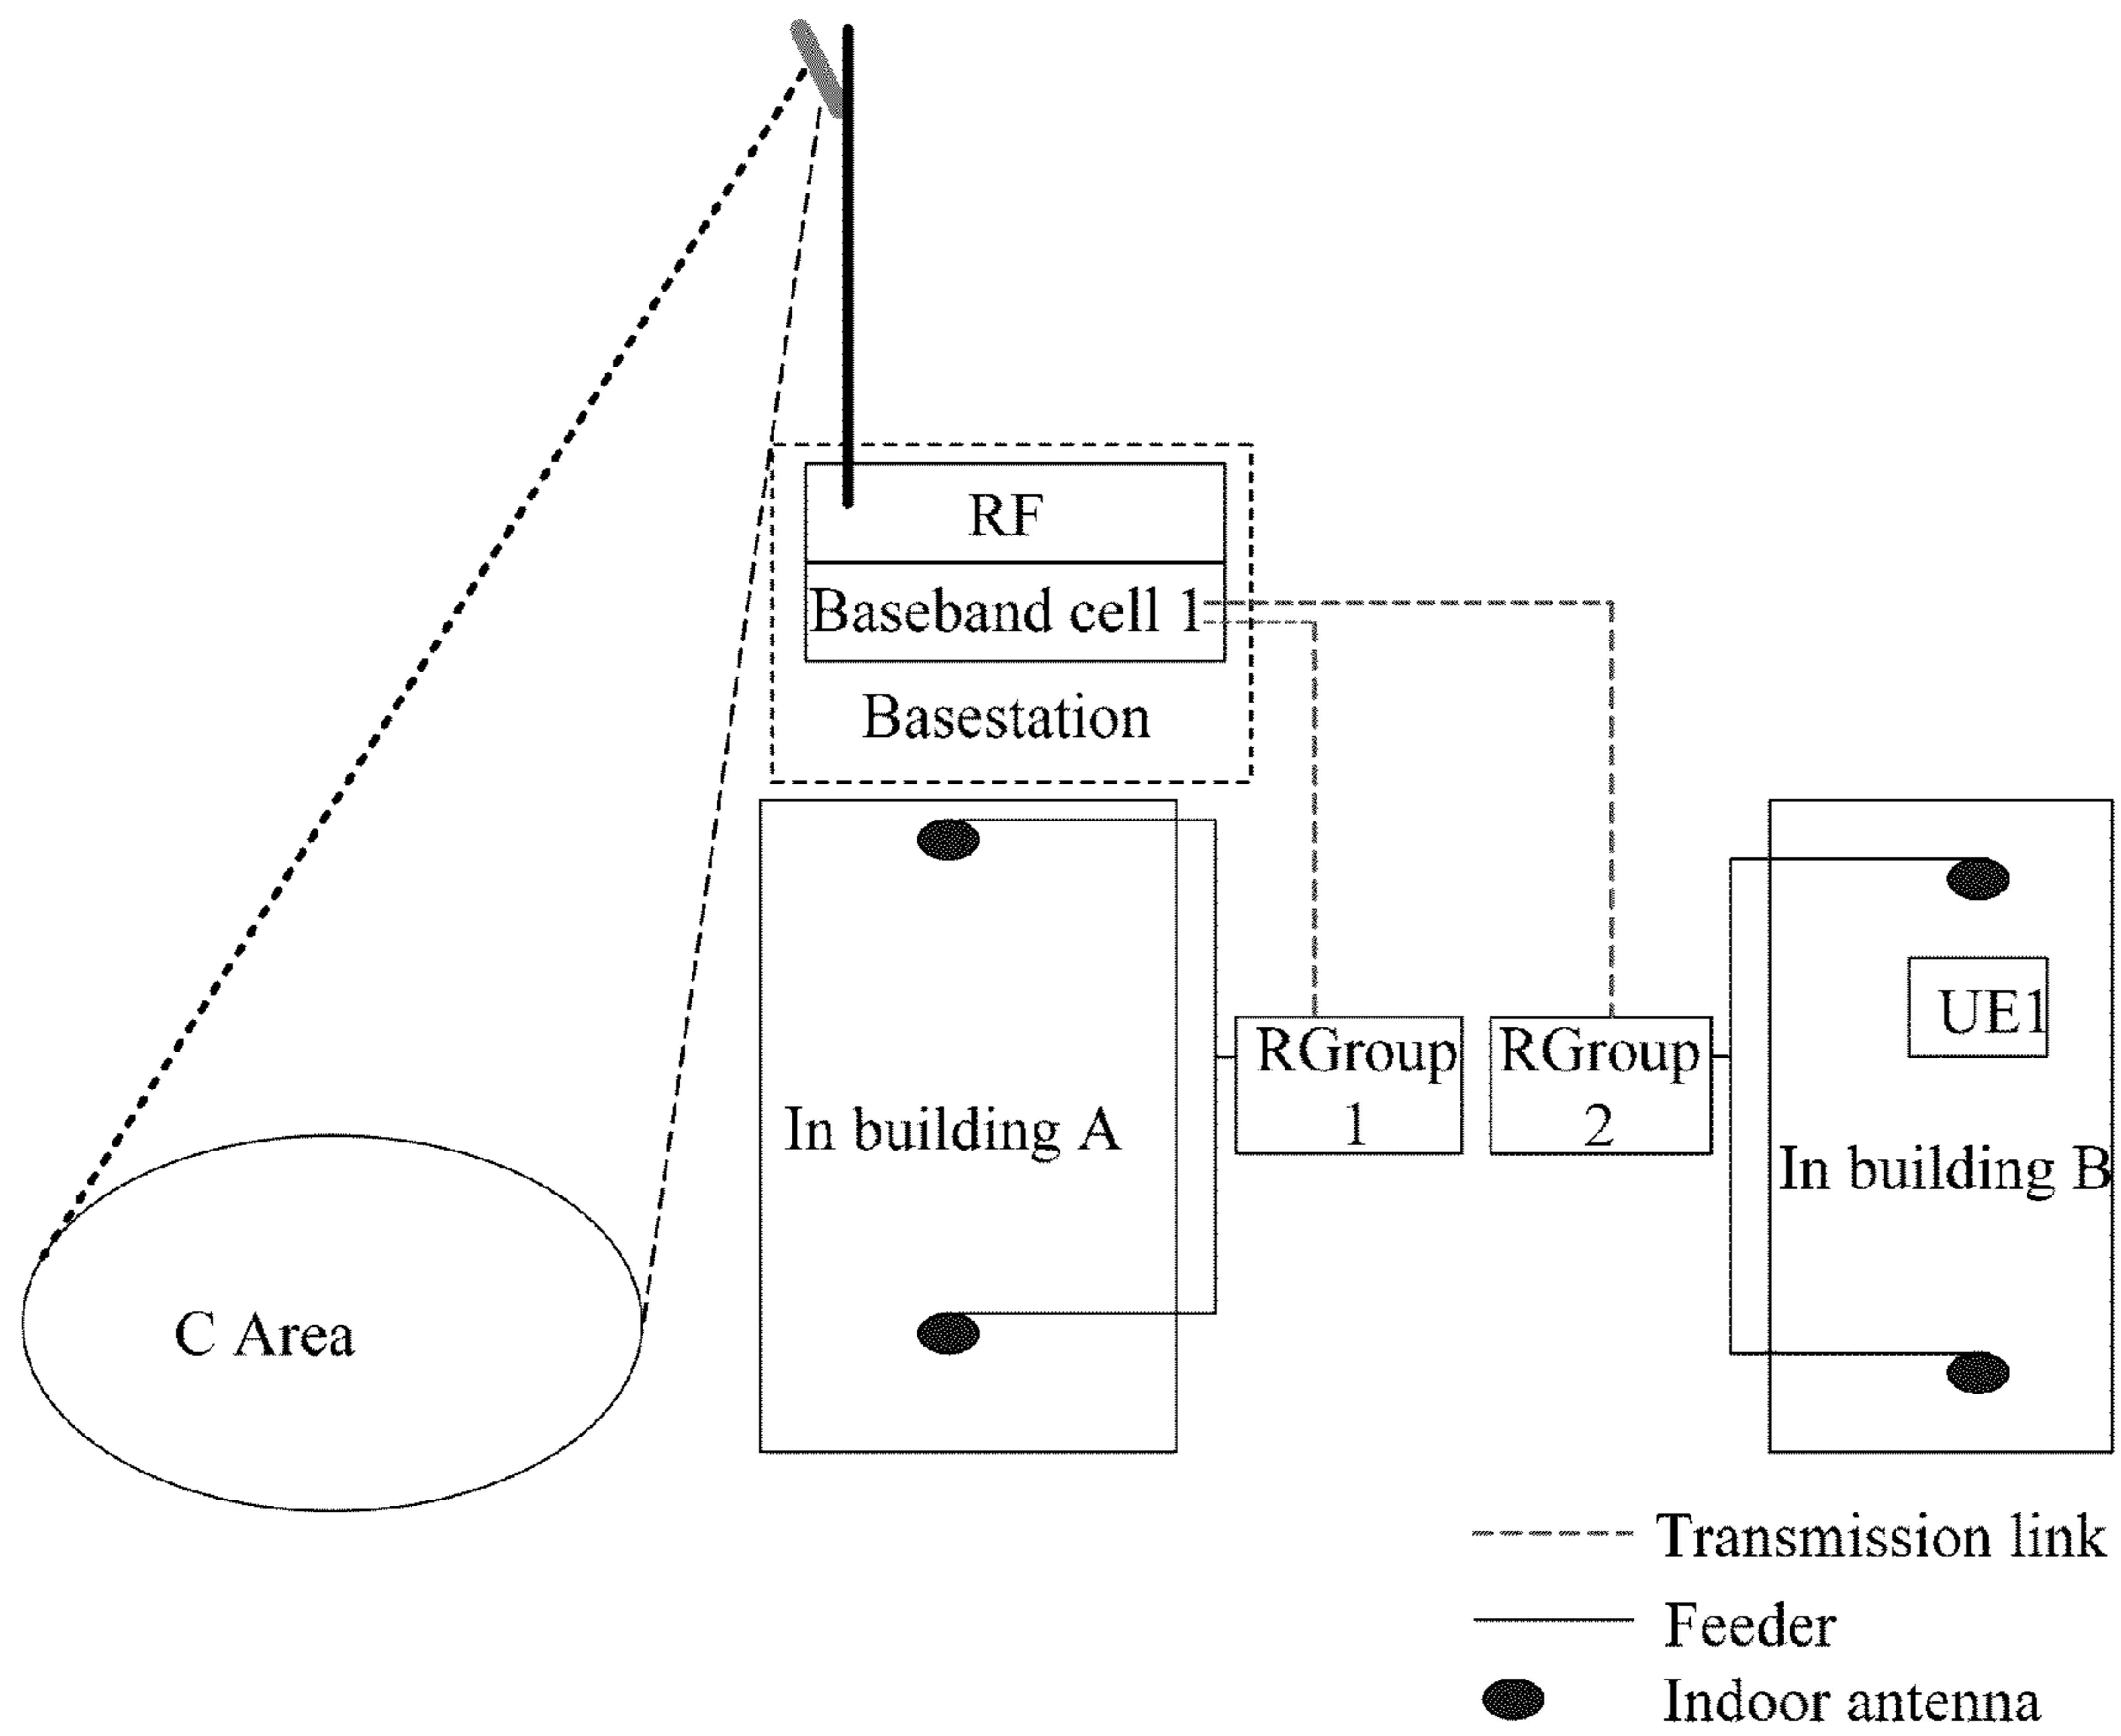 RF
Baseband cell 1
Basestation
RGroup
1
RGroup
2
UE1
In building A
In building B
C Area
Transmission link
Feeder
Indoor antenna